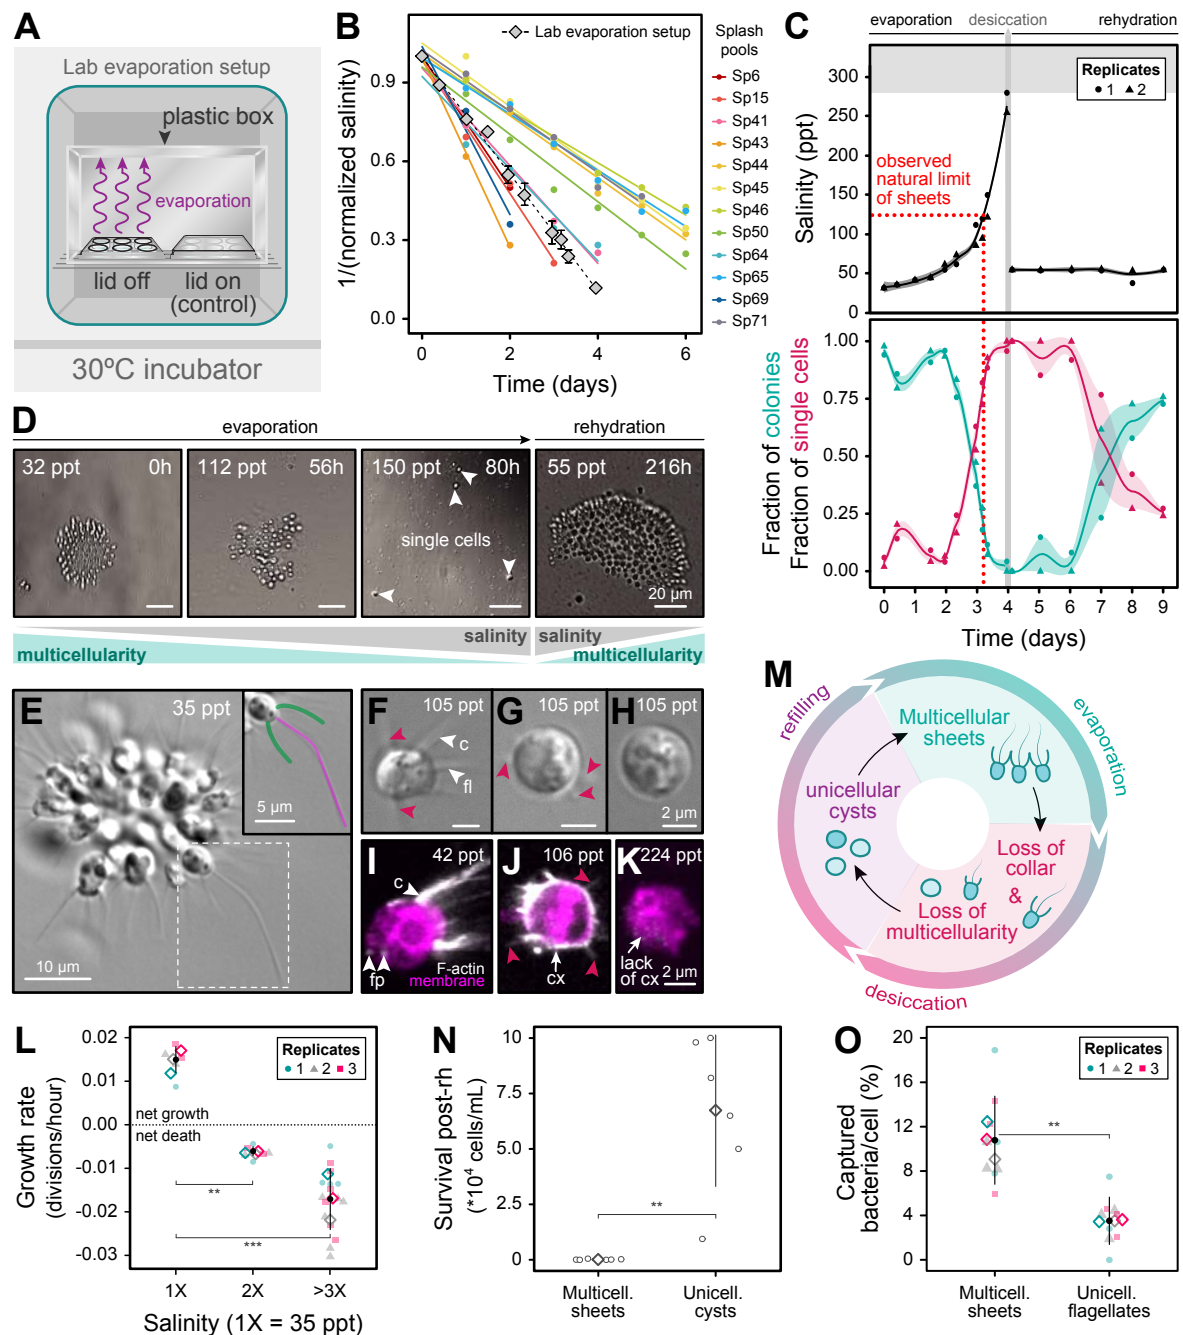 A
Lab evaporation setup
plastic box
evaporation
lid off
lid on
(control)
30ºC incubator
B
Lab evaporation setup
Splash
pools
Sp6
Sp15
Sp41
Sp43
Sp44
Sp45
Sp46
Sp50
Sp64
Sp65
Sp69
Sp71
1/(normalized salinity)
0.9
0.6
0.3
0.0
0
2
4
6
Time (days)
C
evaporation
desiccation
rehydration
Replicates
1
2
Salinity (ppt)
300
250
200
150
100
50
0
observed
natural limit
of sheets
Fraction of colonies
Fraction of single cells
1.00
0.75
0.50
0.25
0.00
0 1 2 3 4 5 6 7 8 9
Time (days)
D
evaporation
rehydration
32 ppt 0h
112 ppt 56h
150 ppt 80h
single cells
55 ppt 216h
20 µm
salinity
salinity
multicellularity
multicellularity
E
35 ppt
5 µm
10 µm
F
105 ppt
c
fl
G
105 ppt
H
105 ppt
2 µm
I
42 ppt
c
fp
F-actin
membrane
J
106 ppt
cx
K
224 ppt
lack
of cx
2 µm
M
refilling
evaporation
desiccation
Multicellular
sheets
unicellular
cysts
Loss of
collar
&
Loss of
multicellularity
L
Replicates
1 2 3
Growth rate
(divisions/hour)
0.02
0.01
0.00
-0.01
-0.02
-0.03
net growth
net death
**
***
1X
2X
>3X
Salinity (1X = 35 ppt)
N
Survival post-rh
(*10⁴ cells/mL)
10
7.5
5.0
2.5
0
**
Multicell.
sheets
Unicell.
cysts
O
Replicates
1 2 3
Captured
bacteria/cell (%)
20
16
12
8
4
0
**
Multicell.
sheets
Unicell.
flagellates